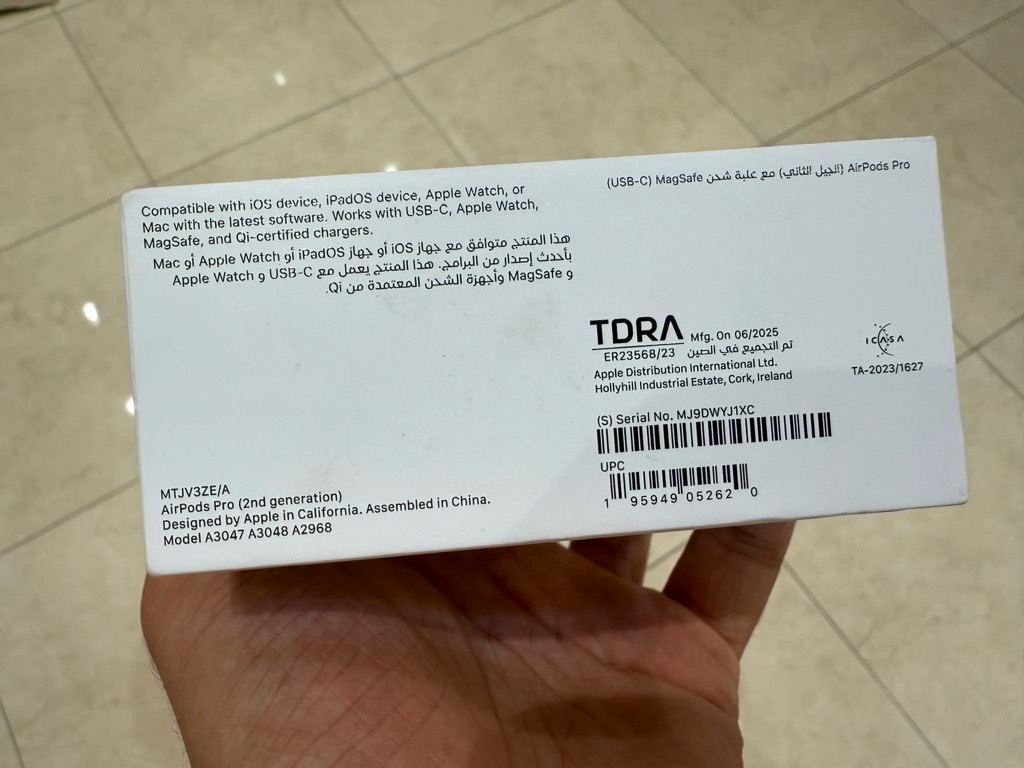 Compatible with iOS device, iPadOS device, Apple Watch, or
Mac with the latest software. Works with USB-C, Apple Watch,
MagSafe, and Qi-certified chargers.
هذا المنتج متوافق مع جهاز iOS أو جهاز iPadOS أو Apple Watch أو Mac
بأحدث إصدار من البرامج. هذا المنتج يعمل مع USB-C و Apple Watch
و MagSafe وأجهزة الشحن المعتمدة من Qi.
AirPods Pro (الجيل الثاني) مع علبة شحن MagSafe (USB-C)
TDRA
ER23568/23
Mfg. On 06/2025
تم التجميع في الصين
Apple Distribution International Ltd.
Hollyhill Industrial Estate, Cork, Ireland
ICASA
TA-2023/1627
(S) Serial No. MJ9DWYJ1XC
UPC
1 95949 05262 0
MTJV3ZE/A
AirPods Pro (2nd generation)
Designed by Apple in California. Assembled in China.
Model A3047 A3048 A2968